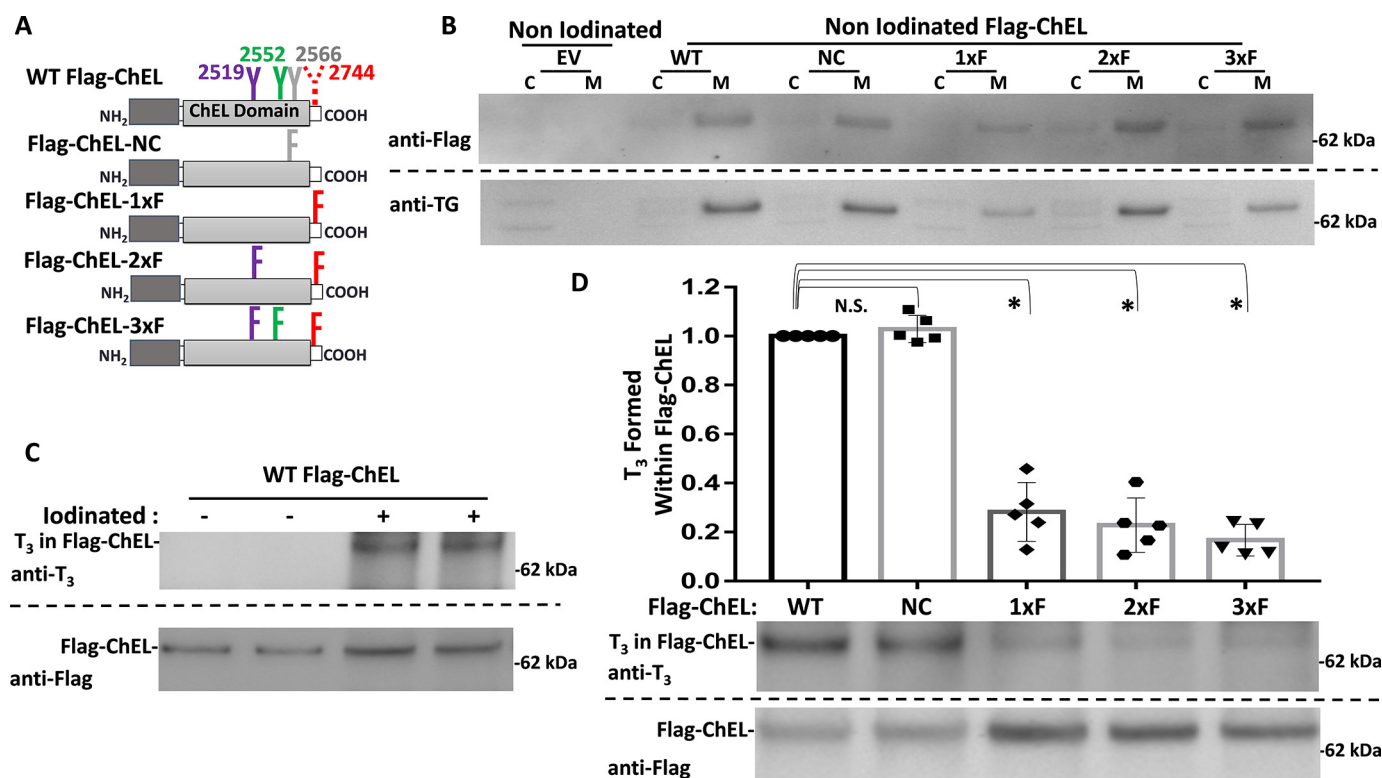 A
2552 2566
2519 2744
Y Y Y Y
WT Flag-ChEL
ChEL Domain
NH2 COOH
Flag-ChEL-NC
F
NH2 COOH
Flag-ChEL-1xF
F
NH2 COOH
Flag-ChEL-2xF
F F
NH2 COOH
Flag-ChEL-3xF
F F F
NH2 COOH
B
Non Iodinated Non Iodinated Flag-ChEL
EV WT NC 1xF 2xF 3xF
C M C M C M C M C M C M
anti-Flag
-62 kDa
anti-TG
-62 kDa
C
WT Flag-ChEL
Iodinated : - - + +
T3 in Flag-ChEL-
anti-T3
-62 kDa
Flag-ChEL-
anti-Flag
-62 kDa
D
T3 Formed
Within Flag-ChEL
1.2
1.0
0.8
0.6
0.4
0.2
0.0
N.S. * * *
Flag-ChEL: WT NC 1xF 2xF 3xF
T3 in Flag-ChEL-
anti-T3
-62 kDa
Flag-ChEL-
anti-Flag
-62 kDa